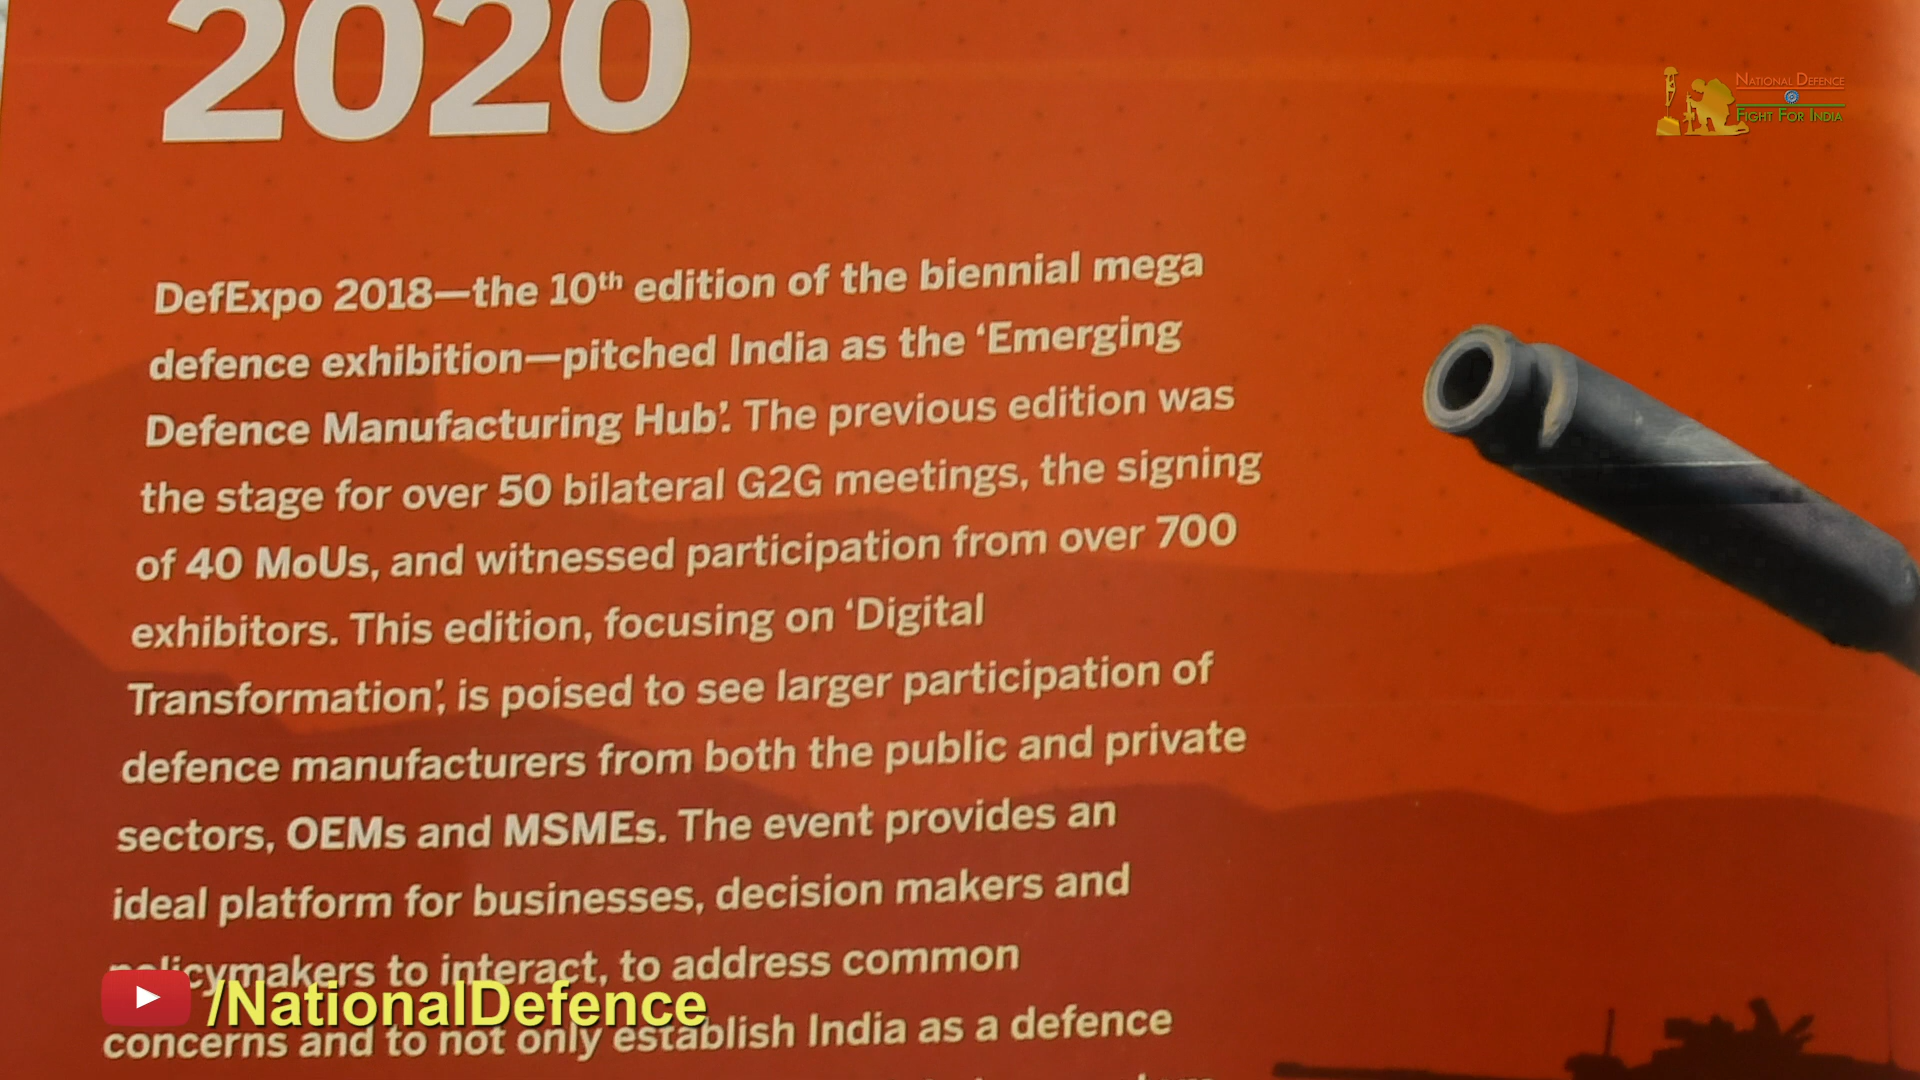 2020
NATIONAL DEFENCE
FIGHT FOR INDIA
DefExpo 2018—the 10th edition of the biennial mega
defence exhibition—pitched India as the ‘Emerging
Defence Manufacturing Hub’. The previous edition was
the stage for over 50 bilateral G2G meetings, the signing
of 40 MoUs, and witnessed participation from over 700
exhibitors. This edition, focusing on ‘Digital
Transformation’, is poised to see larger participation of
defence manufacturers from both the public and private
sectors, OEMs and MSMEs. The event provides an
ideal platform for businesses, decision makers and
policymakers to interact, to address common
/NationalDefence
concerns and to not only establish India as a defence